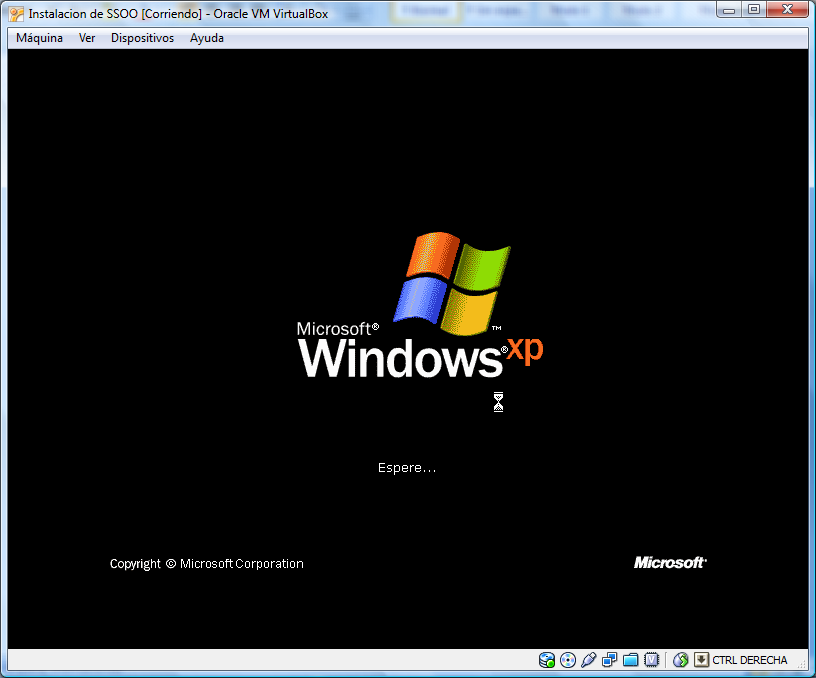 Instalacion de SSOO [Corriendo] - Oracle VM VirtualBox
Máquina Ver Dispositivos Ayuda
Microsoft®
Windows® xp ™
Espere...
Copyright © Microsoft Corporation
Microsoft®
CTRL DERECHA